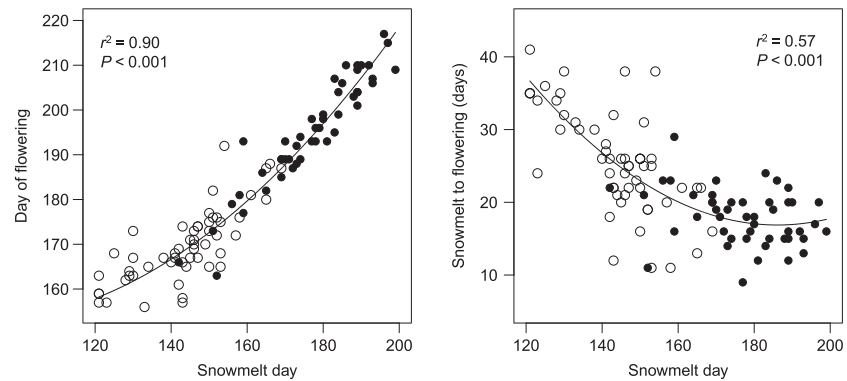 r² = 0.90
P < 0.001
Day of flowering
220
210
200
190
180
170
160
120
140
160
180
200
Snowmelt day
r² = 0.57
P < 0.001
Snowmelt to flowering (days)
40
30
20
10
120
140
160
180
200
Snowmelt day